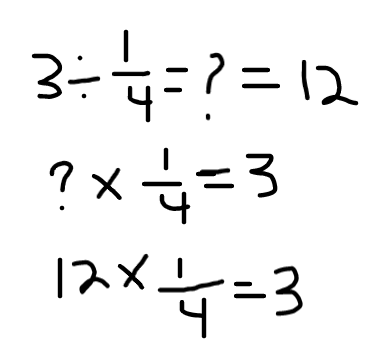 3 ÷ 1/4 = ? = 12
? × 1/4 = 3
12 × 1/4 = 3